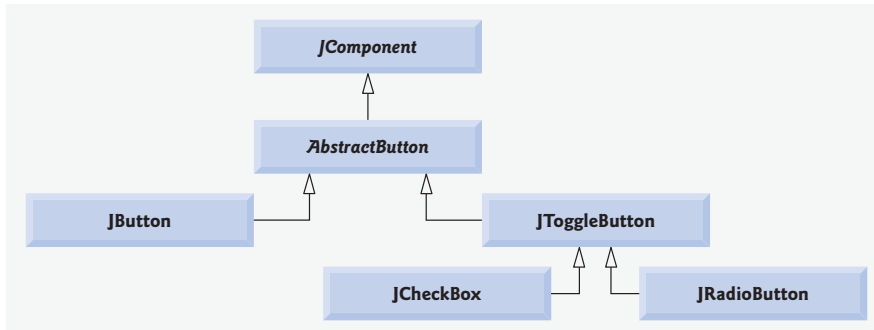 JComponent
AbstractButton
JButton
JToggleButton
JCheckBox
JRadioButton